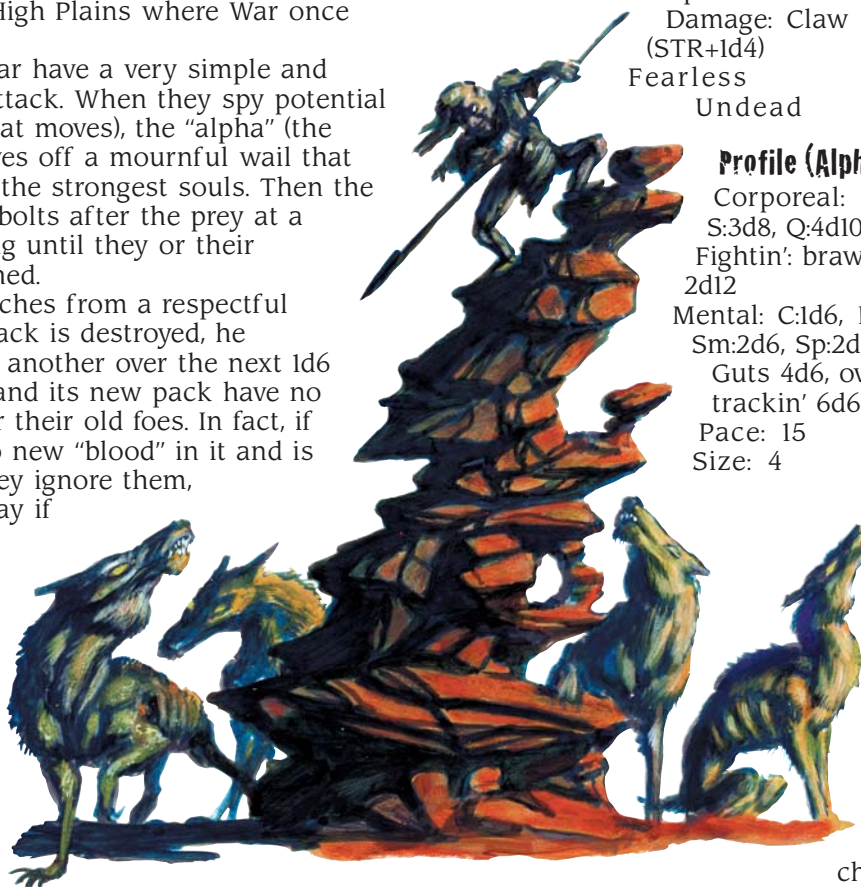 High Plains where War once
ar have a very simple and
ttack. When they spy potential
at moves), the “alpha” (the
ves off a mournful wail that
the strongest souls. Then the
bolts after the prey at a
g until they or their
ned.
ches from a respectful
ack is destroyed, he
another over the next 1d6
and its new pack have no
r their old foes. In fact, if
o new “blood” in it and is
ey ignore them,
ay if
Damage: Claw
(STR+1d4)
Fearless
Undead
Profile (Alph
Corporeal:
S:3d8, Q:4d10
Fightin’: braw
2d12
Mental: C:1d6,
Sm:2d6, Sp:2d
Guts 4d6, ov
trackin’ 6d6
Pace: 15
Size: 4
ch